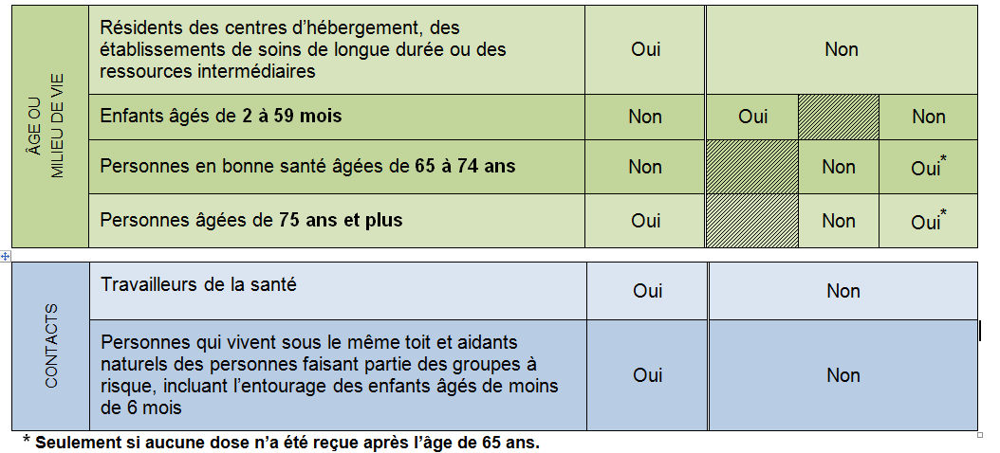 ÂGE OU
MILIEU DE VIE
Résidents des centres d’hébergement, des
établissements de soins de longue durée ou des
ressources intermédiaires
Oui
Non
Enfants âgés de 2 à 59 mois
Non
Oui
Non
Personnes en bonne santé âgées de 65 à 74 ans
Non
Non
Oui*
Personnes âgées de 75 ans et plus
Oui
Non
Oui*
CONTACTS
Travailleurs de la santé
Oui
Non
Personnes qui vivent sous le même toit et aidants
naturels des personnes faisant partie des groupes à
risque, incluant l’entourage des enfants âgés de moins
de 6 mois
Oui
Non
* Seulement si aucune dose n’a été reçue après l’âge de 65 ans.